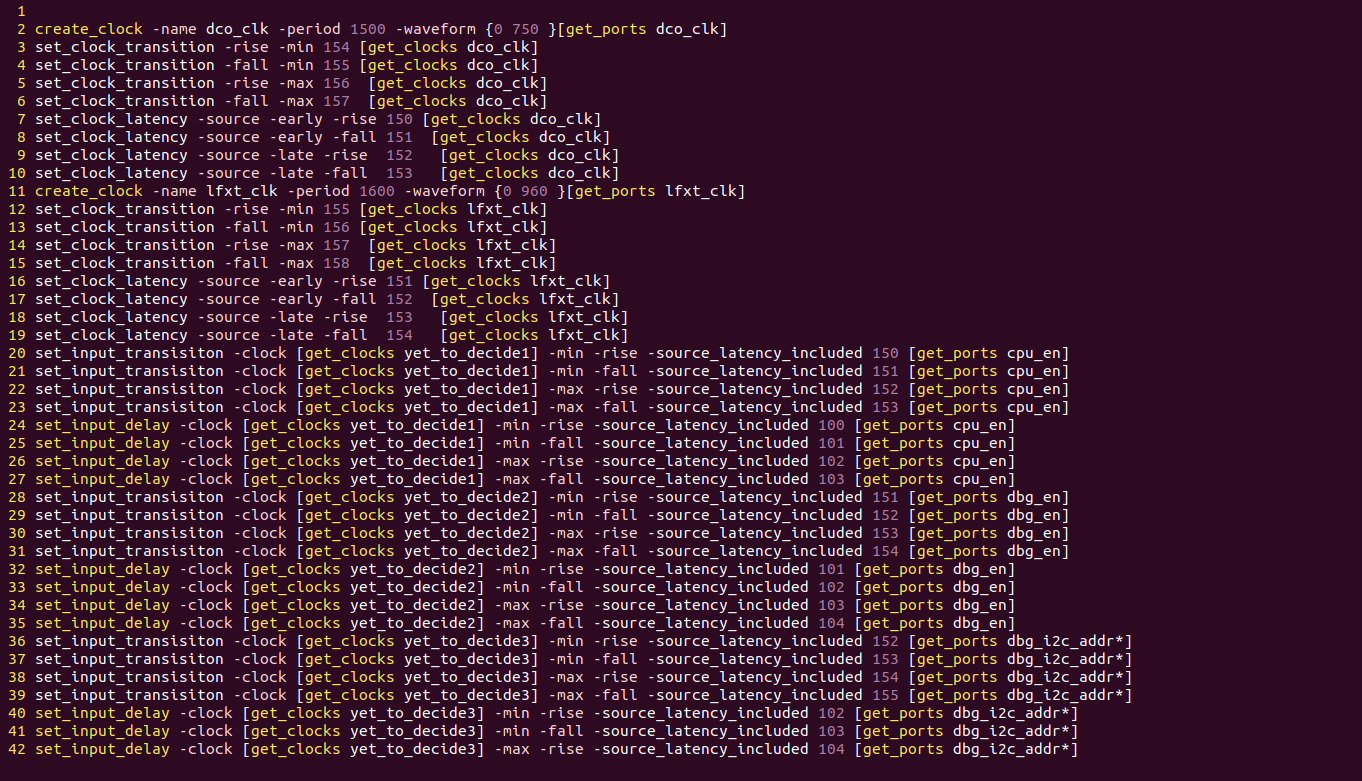 1
2 create_clock -name dco_clk -period 1500 -waveform {0 750 }[get_ports dco_clk]
3 set_clock_transition -rise -min 154 [get_clocks dco_clk]
4 set_clock_transition -fall -min 155 [get_clocks dco_clk]
5 set_clock_transition -rise -max 156  [get_clocks dco_clk]
6 set_clock_transition -fall -max 157  [get_clocks dco_clk]
7 set_clock_latency -source -early -rise 150 [get_clocks dco_clk]
8 set_clock_latency -source -early -fall 151  [get_clocks dco_clk]
9 set_clock_latency -source -late -rise  152   [get_clocks dco_clk]
10 set_clock_latency -source -late -fall  153   [get_clocks dco_clk]
11 create_clock -name lfxt_clk -period 1600 -waveform {0 960 }[get_ports lfxt_clk]
12 set_clock_transition -rise -min 155 [get_clocks lfxt_clk]
13 set_clock_transition -fall -min 156 [get_clocks lfxt_clk]
14 set_clock_transition -rise -max 157  [get_clocks lfxt_clk]
15 set_clock_transition -fall -max 158  [get_clocks lfxt_clk]
16 set_clock_latency -source -early -rise 151 [get_clocks lfxt_clk]
17 set_clock_latency -source -early -fall 152  [get_clocks lfxt_clk]
18 set_clock_latency -source -late -rise  153   [get_clocks lfxt_clk]
19 set_clock_latency -source -late -fall  154   [get_clocks lfxt_clk]
20 set_input_transisiton -clock [get_clocks yet_to_decide1] -min -rise -source_latency_included 150 [get_ports cpu_en]
21 set_input_transisiton -clock [get_clocks yet_to_decide1] -min -fall -source_latency_included 151 [get_ports cpu_en]
22 set_input_transisiton -clock [get_clocks yet_to_decide1] -max -rise -source_latency_included 152 [get_ports cpu_en]
23 set_input_transisiton -clock [get_clocks yet_to_decide1] -max -fall -source_latency_included 153 [get_ports cpu_en]
24 set_input_delay -clock [get_clocks yet_to_decide1] -min -rise -source_latency_included 100 [get_ports cpu_en]
25 set_input_delay -clock [get_clocks yet_to_decide1] -min -fall -source_latency_included 101 [get_ports cpu_en]
26 set_input_delay -clock [get_clocks yet_to_decide1] -max -rise -source_latency_included 102 [get_ports cpu_en]
27 set_input_delay -clock [get_clocks yet_to_decide1] -max -fall -source_latency_included 103 [get_ports cpu_en]
28 set_input_transisiton -clock [get_clocks yet_to_decide2] -min -rise -source_latency_included 151 [get_ports dbg_en]
29 set_input_transisiton -clock [get_clocks yet_to_decide2] -min -fall -source_latency_included 152 [get_ports dbg_en]
30 set_input_transisiton -clock [get_clocks yet_to_decide2] -max -rise -source_latency_included 153 [get_ports dbg_en]
31 set_input_transisiton -clock [get_clocks yet_to_decide2] -max -fall -source_latency_included 154 [get_ports dbg_en]
32 set_input_delay -clock [get_clocks yet_to_decide2] -min -rise -source_latency_included 101 [get_ports dbg_en]
33 set_input_delay -clock [get_clocks yet_to_decide2] -min -fall -source_latency_included 102 [get_ports dbg_en]
34 set_input_delay -clock [get_clocks yet_to_decide2] -max -rise -source_latency_included 103 [get_ports dbg_en]
35 set_input_delay -clock [get_clocks yet_to_decide2] -max -fall -source_latency_included 104 [get_ports dbg_en]
36 set_input_transisiton -clock [get_clocks yet_to_decide3] -min -rise -source_latency_included 152 [get_ports dbg_i2c_addr*]
37 set_input_transisiton -clock [get_clocks yet_to_decide3] -min -fall -source_latency_included 153 [get_ports dbg_i2c_addr*]
38 set_input_transisiton -clock [get_clocks yet_to_decide3] -max -rise -source_latency_included 154 [get_ports dbg_i2c_addr*]
39 set_input_transisiton -clock [get_clocks yet_to_decide3] -max -fall -source_latency_included 155 [get_ports dbg_i2c_addr*]
40 set_input_delay -clock [get_clocks yet_to_decide3] -min -rise -source_latency_included 102 [get_ports dbg_i2c_addr*]
41 set_input_delay -clock [get_clocks yet_to_decide3] -min -fall -source_latency_included 103 [get_ports dbg_i2c_addr*]
42 set_input_delay -clock [get_clocks yet_to_decide3] -max -rise -source_latency_included 104 [get_ports dbg_i2c_addr*]